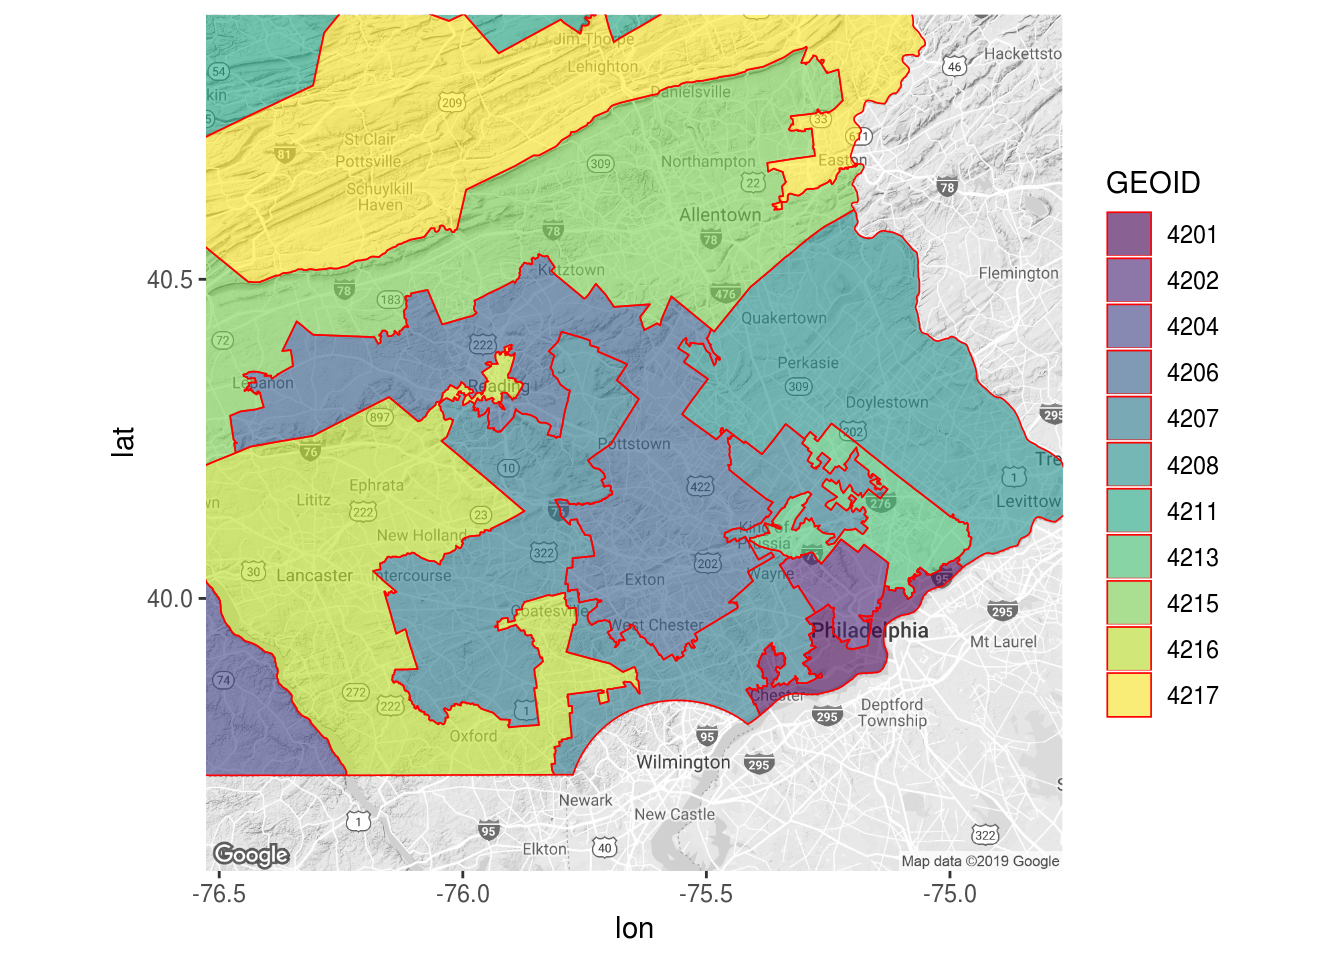 Jim Thorpe
Hackettsto
54
46
Lehighton
kin
Danielsville
209
33
611
St Clair
81
Pottsville
Northampton
Easton
309
22
78
Schuylkill
Haven
Allentown
78
78
40.5
Kutztown
Flemington
78
183
476
Quakertown
72
222
Perkasie
Lebanon
Reading
309
Doylestown
295
897
202
Pottstown
76
Tre
10
1
Ephrata
422
Levittow
wn
Lititz
222
23
276
New Holland
King of
Prussia
322
76
202
30
Lancaster
Intercourse
Exton
Wayne
95
40.0
Coatesville
295
West Chester
Philadelphia
Mt Laurel
74
272
222
1
Chester
295
Deptford
Township
Oxford
95
Wilmington
295
Newark
New Castle
1
95
322
Elkton
40
Google
Map data ©2019 Google
-76.5
-76.0
-75.5
-75.0
lon
lat
GEOID
4201
4202
4204
4206
4207
4208
4211
4213
4215
4216
4217